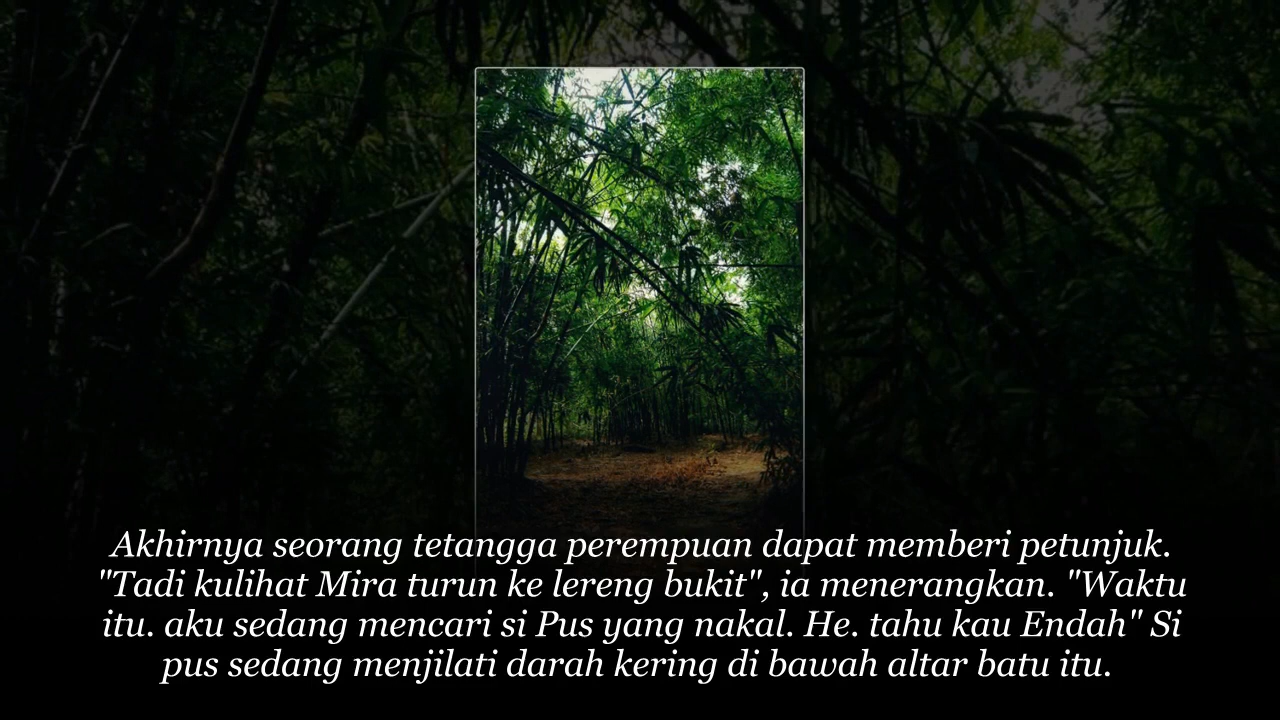 Akhirnya seorang tetangga perempuan dapat memberi petunjuk.
"Tadi kulihat Mira turun ke lereng bukit", ia menerangkan. "Waktu
itu. aku sedang mencari si Pus yang nakal. He. tahu kau Endah" Si
pus sedang menjilati darah kering di bawah altar batu itu.